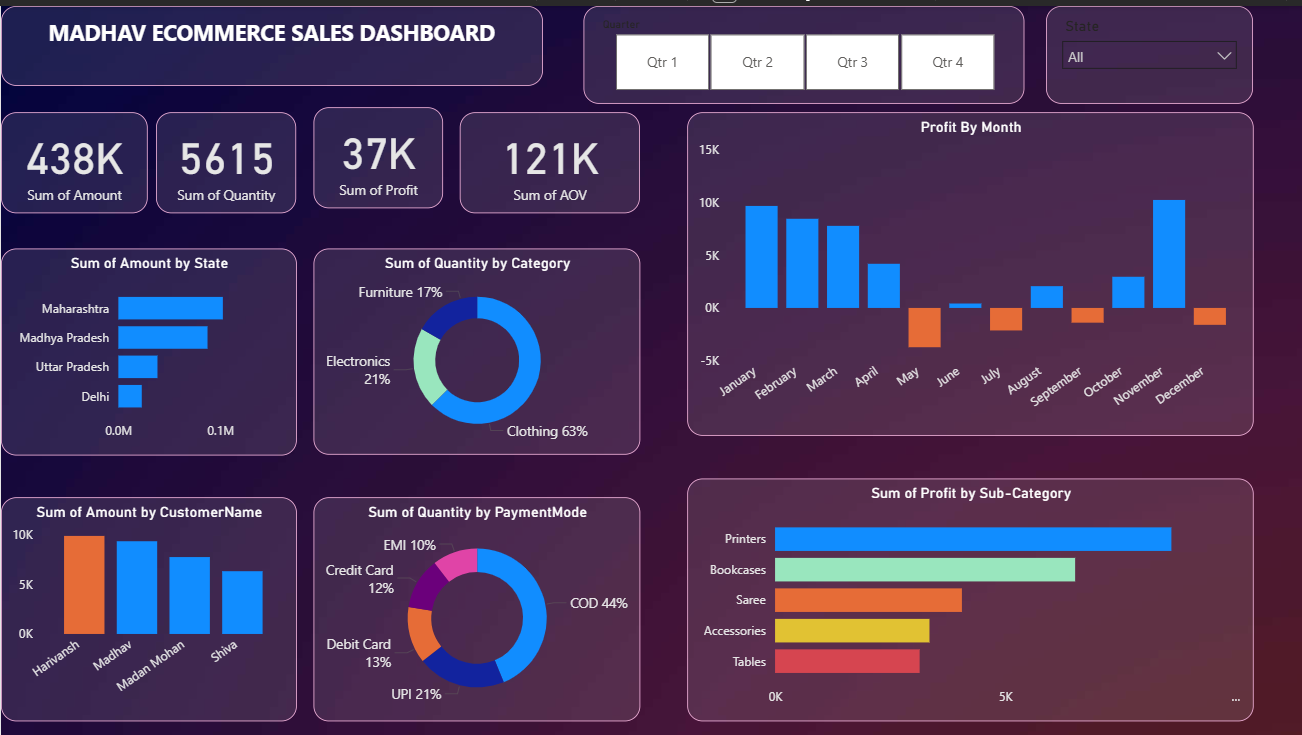 MADHAV ECOMMERCE SALES DASHBOARD
Quarter
Qtr 1
Qtr 2
Qtr 3
Qtr 4
State
All
438K
Sum of Amount
5615
Sum of Quantity
37K
Sum of Profit
121K
Sum of AOV
Profit By Month
15K
10K
5K
0K
-5K
January
February
March
April
May
June
July
August
September
October
November
December
Sum of Amount by State
Maharashtra
Madhya Pradesh
Uttar Pradesh
Delhi
0.0M
0.1M
Sum of Quantity by Category
Furniture 17%
Electronics
21%
Clothing 63%
Sum of Amount by CustomerName
10K
5K
0K
Harivansh
Madhav
Madan Mohan
Shiva
Sum of Quantity by PaymentMode
EMI 10%
Credit Card
12%
COD 44%
Debit Card
13%
UPI 21%
Sum of Profit by Sub-Category
Printers
Bookcases
Saree
Accessories
Tables
0K
5K
...